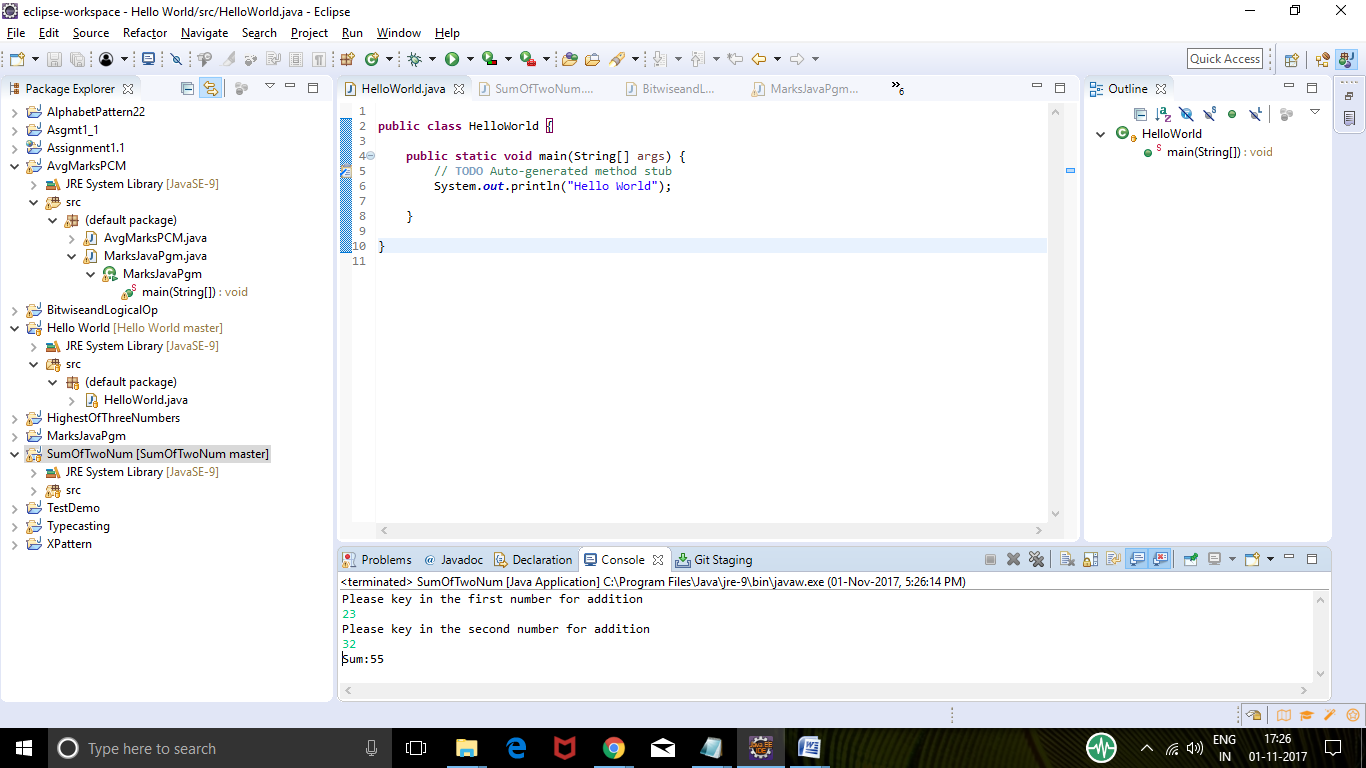 eclipse-workspace - Hello World/src/HelloWorld.java - Eclipse
File Edit Source Refactor Navigate Search Project Run Window Help
Quick Access
Package Explorer
AlphabetPattern22
Asgmt1_1
Assignment1.1
AvgMarksPCM
JRE System Library [JavaSE-9]
src
(default package)
AvgMarksPCM.java
MarksJavaPgm.java
MarksJavaPgm
main(String[]) : void
BitwiseandLogicalOp
Hello World [Hello World master]
JRE System Library [JavaSE-9]
src
(default package)
HelloWorld.java
HighestOfThreeNumbers
MarksJavaPgm
SumOfTwoNum [SumOfTwoNum master]
JRE System Library [JavaSE-9]
src
TestDemo
Typecasting
XPattern
HelloWorld.java SumOfTwoNum.... BitwiseandL... MarksJavaPgm... »6
1
2 public class HelloWorld {
3
4 public static void main(String[] args) {
5 // TODO Auto-generated method stub
6 System.out.println("Hello World");
7
8 }
9
10 }
11
Outline
HelloWorld
main(String[]) : void
Problems @ Javadoc Declaration Console Git Staging
<terminated> SumOfTwoNum [Java Application] C:\Program Files\Java\jre-9\bin\javaw.exe (01-Nov-2017, 5:26:14 PM)
Please key in the first number for addition
23
Please key in the second number for addition
32
Sum:55
Type here to search
ENG
IN
17:26
01-11-2017